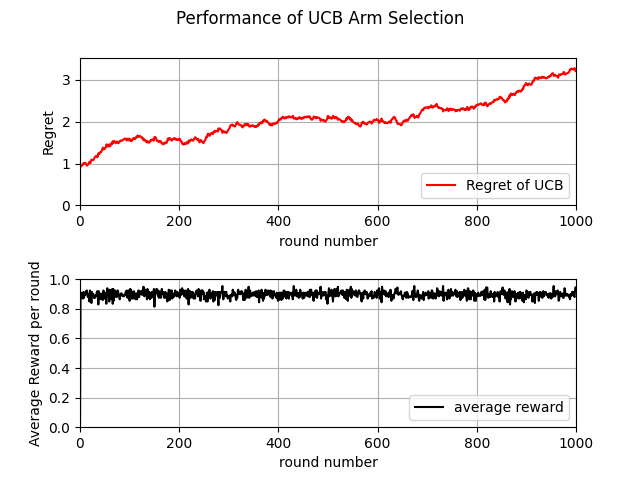 Performance of UCB Arm Selection
Regret
3
2
1
0
Regret of UCB
0 200 400 600 800 1000
round number
Average Reward per round
1.0
0.8
0.6
0.4
0.2
0.0
average reward
0 200 400 600 800 1000
round number